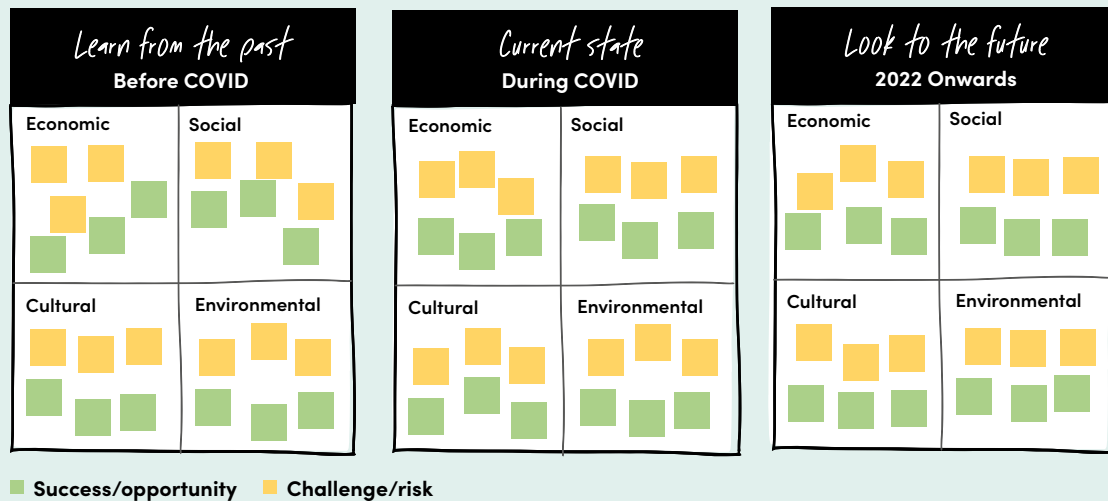 Learn from the past
Before COVID
Economic
Social
Cultural
Environmental
Current state
During COVID
Economic
Social
Cultural
Environmental
Look to the future
2022 Onwards
Economic
Social
Cultural
Environmental
Success/opportunity
Challenge/risk